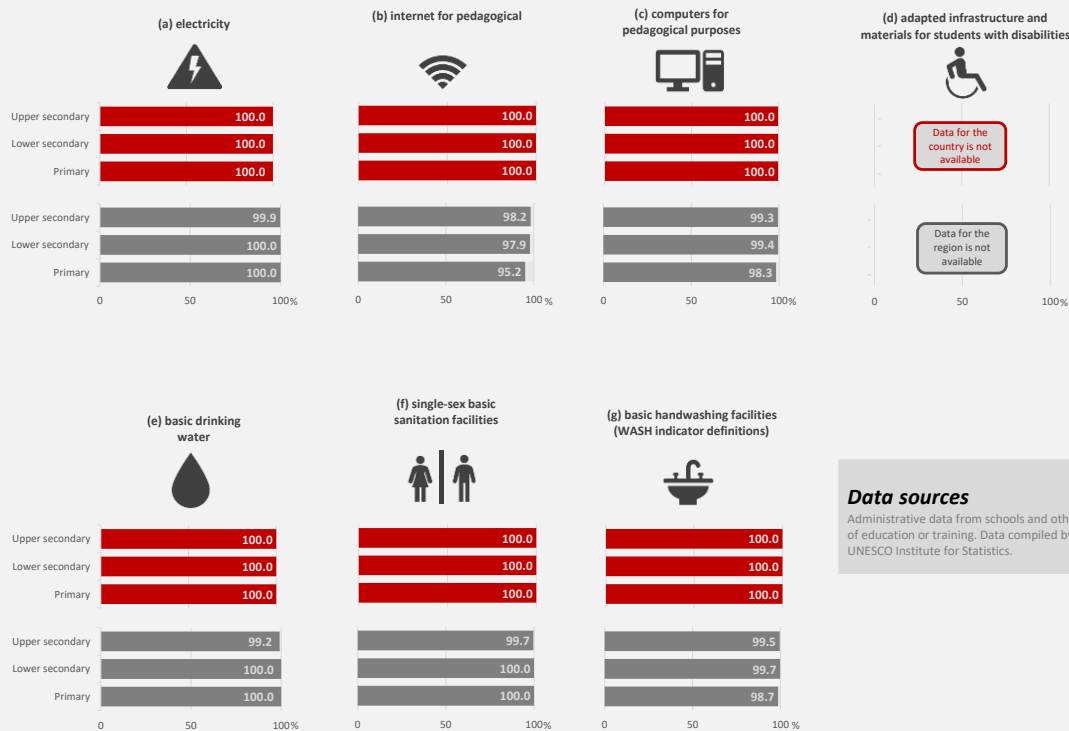 (a) electricity
(b) internet for pedagogical
(c) computers for
pedagogical purposes
(d) adapted infrastructure and
materials for students with disabilities
Upper secondary 100.0 100.0 100.0
Lower secondary 100.0 100.0 100.0
Primary 100.0 100.0 100.0
Data for the
country is not
available
Upper secondary 99.9 98.2 99.3
Lower secondary 100.0 97.9 99.4
Primary 100.0 95.2 98.3
Data for the
region is not
available
0 50 100% 0 50 100% 0 50 100% 0 50 100%
(e) basic drinking
water
(f) single-sex basic
sanitation facilities
(g) basic handwashing facilities
(WASH indicator definitions)
Upper secondary 100.0 100.0 100.0
Lower secondary 100.0 100.0 100.0
Primary 100.0 100.0 100.0
Upper secondary 99.2 99.7 99.5
Lower secondary 100.0 100.0 99.7
Primary 100.0 100.0 98.7
0 50 100% 0 50 100% 0 50 100%
Data sources
Administrative data from schools and oth
of education or training. Data compiled by
UNESCO Institute for Statistics.